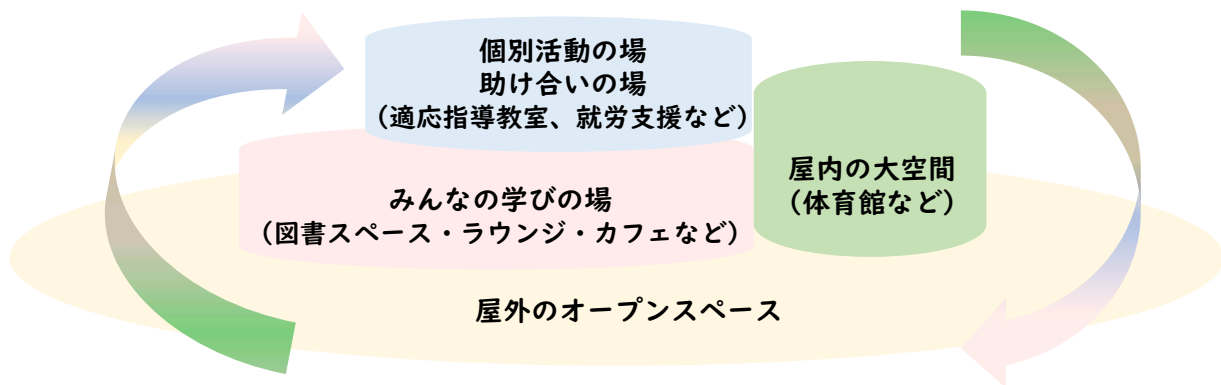 個別活動の場
助け合いの場
（適応指導教室、就労支援など）
屋内の大空間
（体育館など）
みんなの学びの場
（図書スペース・ラウンジ・カフェなど）
屋外のオープンスペース